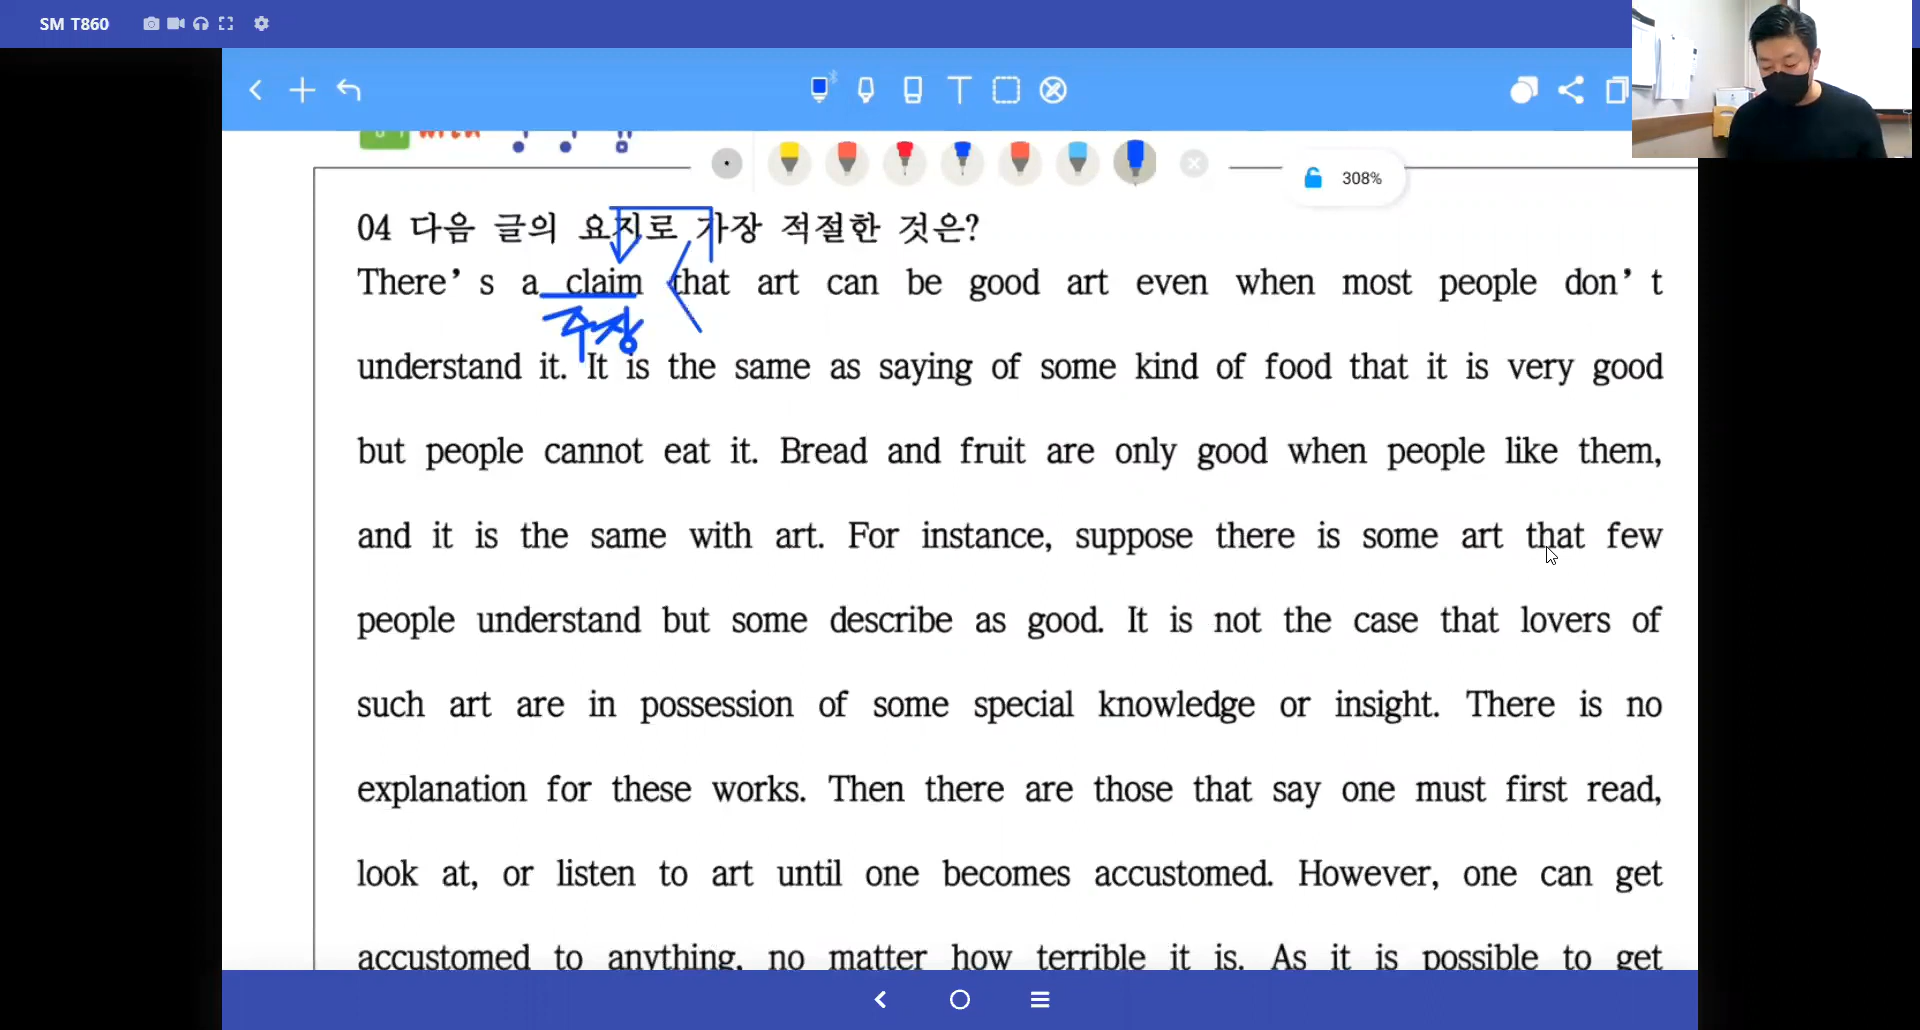 SM T860
with
308%
04 다음 글의 요지로 가장 적절한 것은?
There’s a claim that art can be good art even when most people don’t
주장
understand it. It is the same as saying of some kind of food that it is very good
but people cannot eat it. Bread and fruit are only good when people like them,
and it is the same with art. For instance, suppose there is some art that few
people understand but some describe as good. It is not the case that lovers of
such art are in possession of some special knowledge or insight. There is no
explanation for these works. Then there are those that say one must first read,
look at, or listen to art until one becomes accustomed. However, one can get
accustomed to anything, no matter how terrible it is. As it is possible to get